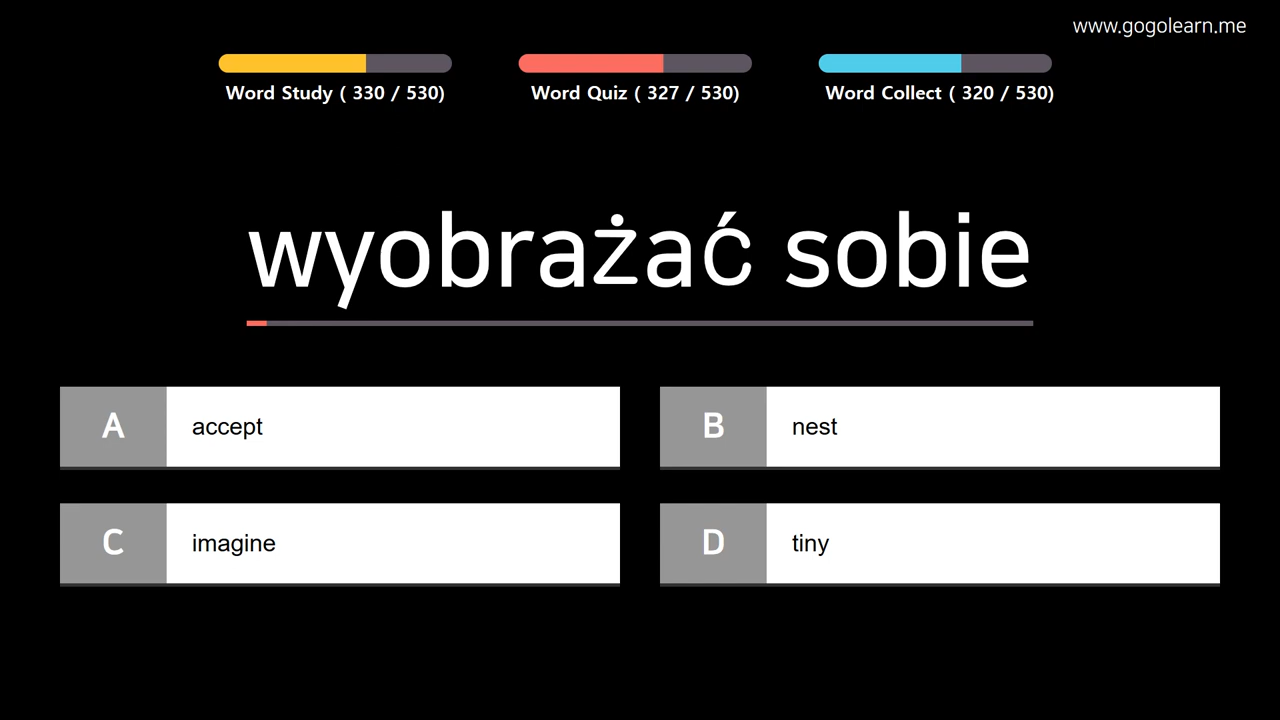 www.gogolearn.me
Word Study ( 330 / 530)
Word Quiz ( 327 / 530)
Word Collect ( 320 / 530)
wyobrażać sobie
A accept
B nest
C imagine
D tiny